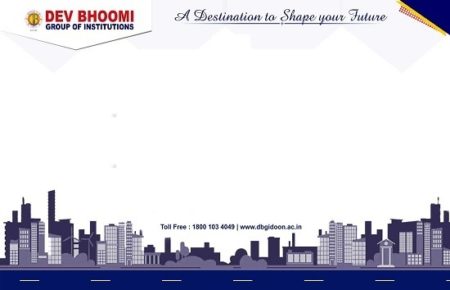 DEV BHOOMI
GROUP OF INSTITUTIONS
A Destination to Shape your Future
Toll Free : 1800 103 4049 | www.dbgidoon.ac.in